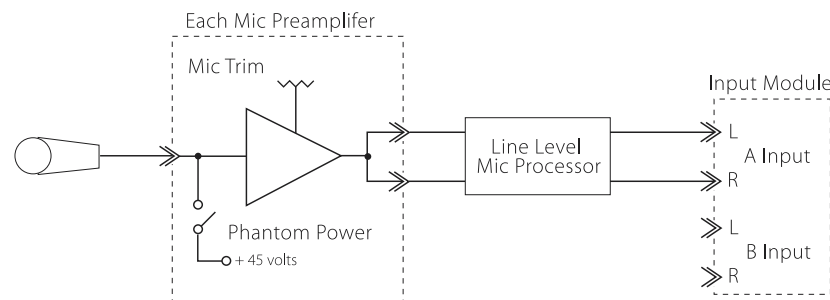 Each Mic Preamplifer
Mic Trim
Input Module
L
Line Level
Mic Processor
A Input
R
L
Phantom Power
B Input
+ 45 volts
R